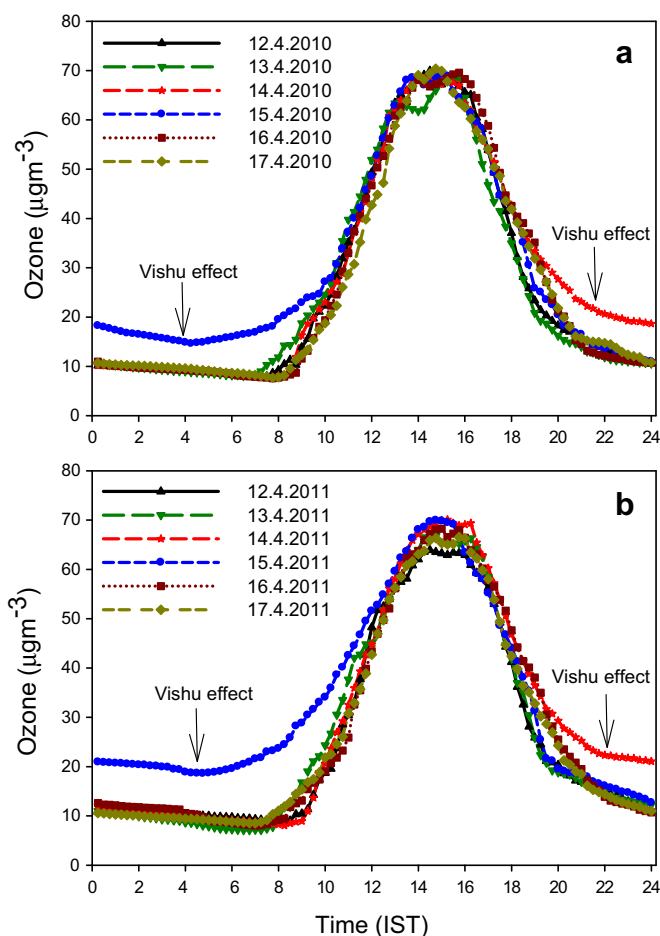 80
70
60
50
40
30
20
10
0
Ozone (µgm-3)
12.4.2010
13.4.2010
14.4.2010
15.4.2010
16.4.2010
17.4.2010
a
Vishu effect
Vishu effect
0 2 4 6 8 10 12 14 16 18 20 22 24
80
70
60
50
40
30
20
10
0
Ozone (µgm-3)
12.4.2011
13.4.2011
14.4.2011
15.4.2011
16.4.2011
17.4.2011
b
Vishu effect
Vishu effect
0 2 4 6 8 10 12 14 16 18 20 22 24
Time (IST)